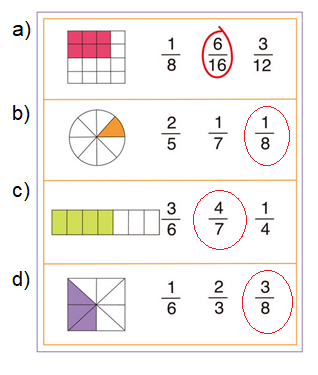 a) 1/8 6/16 3/12
b) 2/5 1/7 1/8
c) 3/6 4/7 1/4
d) 1/6 2/3 3/8